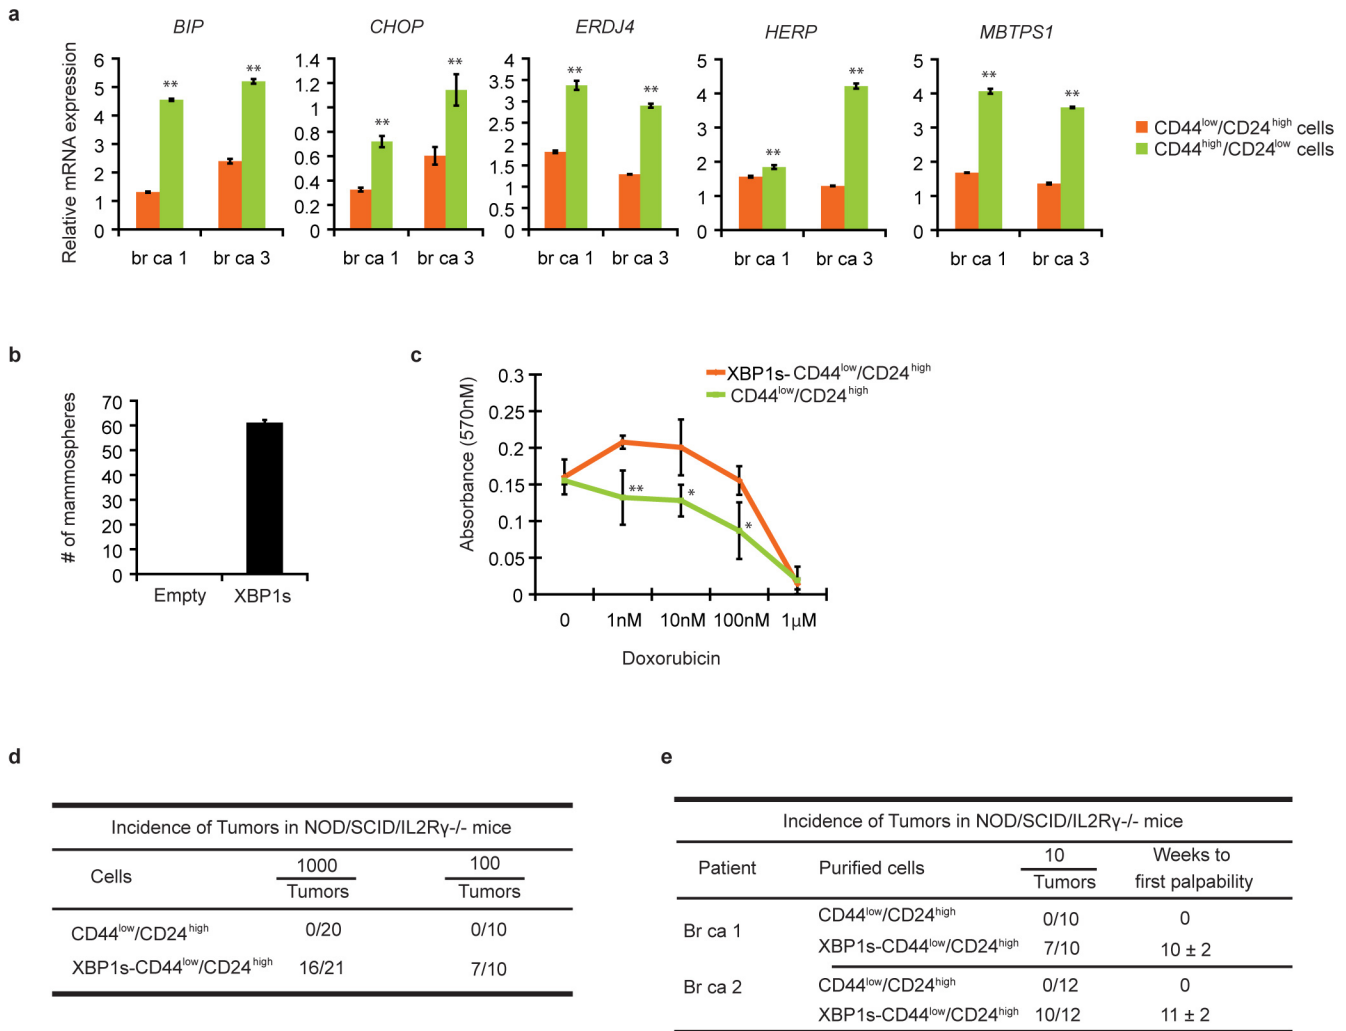 a
BIP
CHOP
ERDJ4
HERP
MBTPS1
Relative mRNA expression
6
5
4
3
2
1
0
** **
br ca 1 br ca 3
1.4
1.2
1
0.8
0.6
0.4
0.2
0
** **
br ca 1 br ca 3
4
3.5
3
2.5
2
1.5
1
0.5
0
** **
br ca 1 br ca 3
5
4
3
2
1
0
** **
br ca 1 br ca 3
5
4
3
2
1
0
** **
br ca 1 br ca 3
CD44low/CD24high cells
CD44high/CD24low cells
b
# of mammospheres
70
60
50
40
30
20
10
0
Empty XBP1s
c
Absorbance (570nM)
0.3
0.25
0.2
0.15
0.1
0.05
0
XBP1s-CD44low/CD24high
CD44low/CD24high
** * *
0 1nM 10nM 100nM 1μM
Doxorubicin
d
Incidence of Tumors in NOD/SCID/IL2Rγ-/- mice
Cells 1000 100
Tumors Tumors
CD44low/CD24high 0/20 0/10
XBP1s-CD44low/CD24high 16/21 7/10
e
Incidence of Tumors in NOD/SCID/IL2Rγ-/- mice
Patient Purified cells 10 Weeks to
Tumors first palpability
Br ca 1 CD44low/CD24high 0/10 0
XBP1s-CD44low/CD24high 7/10 10 ± 2
Br ca 2 CD44low/CD24high 0/12 0
XBP1s-CD44low/CD24high 10/12 11 ± 2